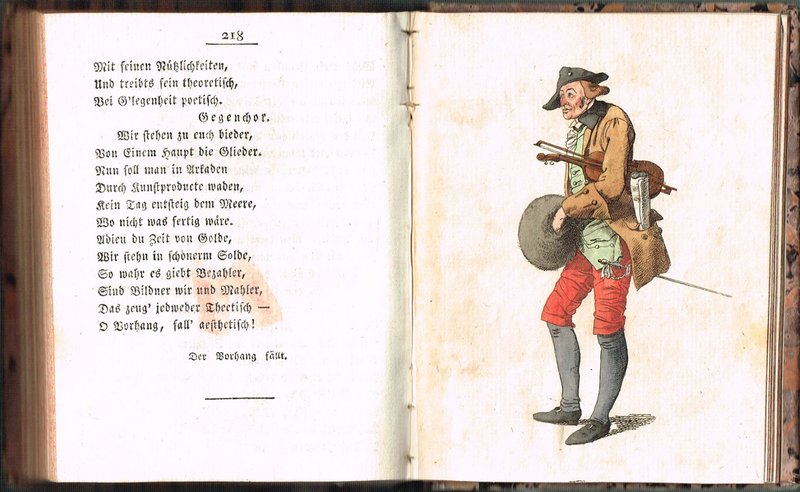 218
Mit seinen Nützlichkeiten,
Und treibts sein theoretisch,
Bei G'legenheit poetisch.
Gegenchor.
Wir stehen zu euch bieder,
Von Einem Haupt die Glieder.
Nun soll man in Arkaden
Durch Kunstproducte waden,
Kein Tag entsteig dem Meere,
Wo nicht was fertig wäre.
Adieu du Zeit von Golde,
Wir stehn in schönerm Solde,
So wahr es giebt Bezahler,
Sind Bildner wir und Mahler,
Das zeug' jedweder Theetisch —
O Vorhang, fall' aesthetisch!
Der Vorhang fällt.